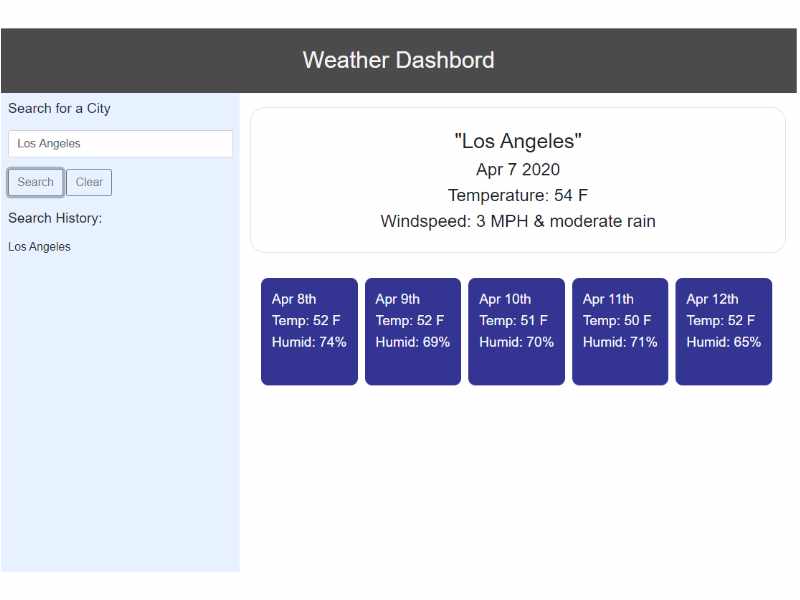 Weather Dashbord
Search for a City
Los Angeles
Search Clear
Search History:
Los Angeles
"Los Angeles"
Apr 7 2020
Temperature: 54 F
Windspeed: 3 MPH & moderate rain
Apr 8th
Temp: 52 F
Humid: 74%
Apr 9th
Temp: 52 F
Humid: 69%
Apr 10th
Temp: 51 F
Humid: 70%
Apr 11th
Temp: 50 F
Humid: 71%
Apr 12th
Temp: 52 F
Humid: 65%